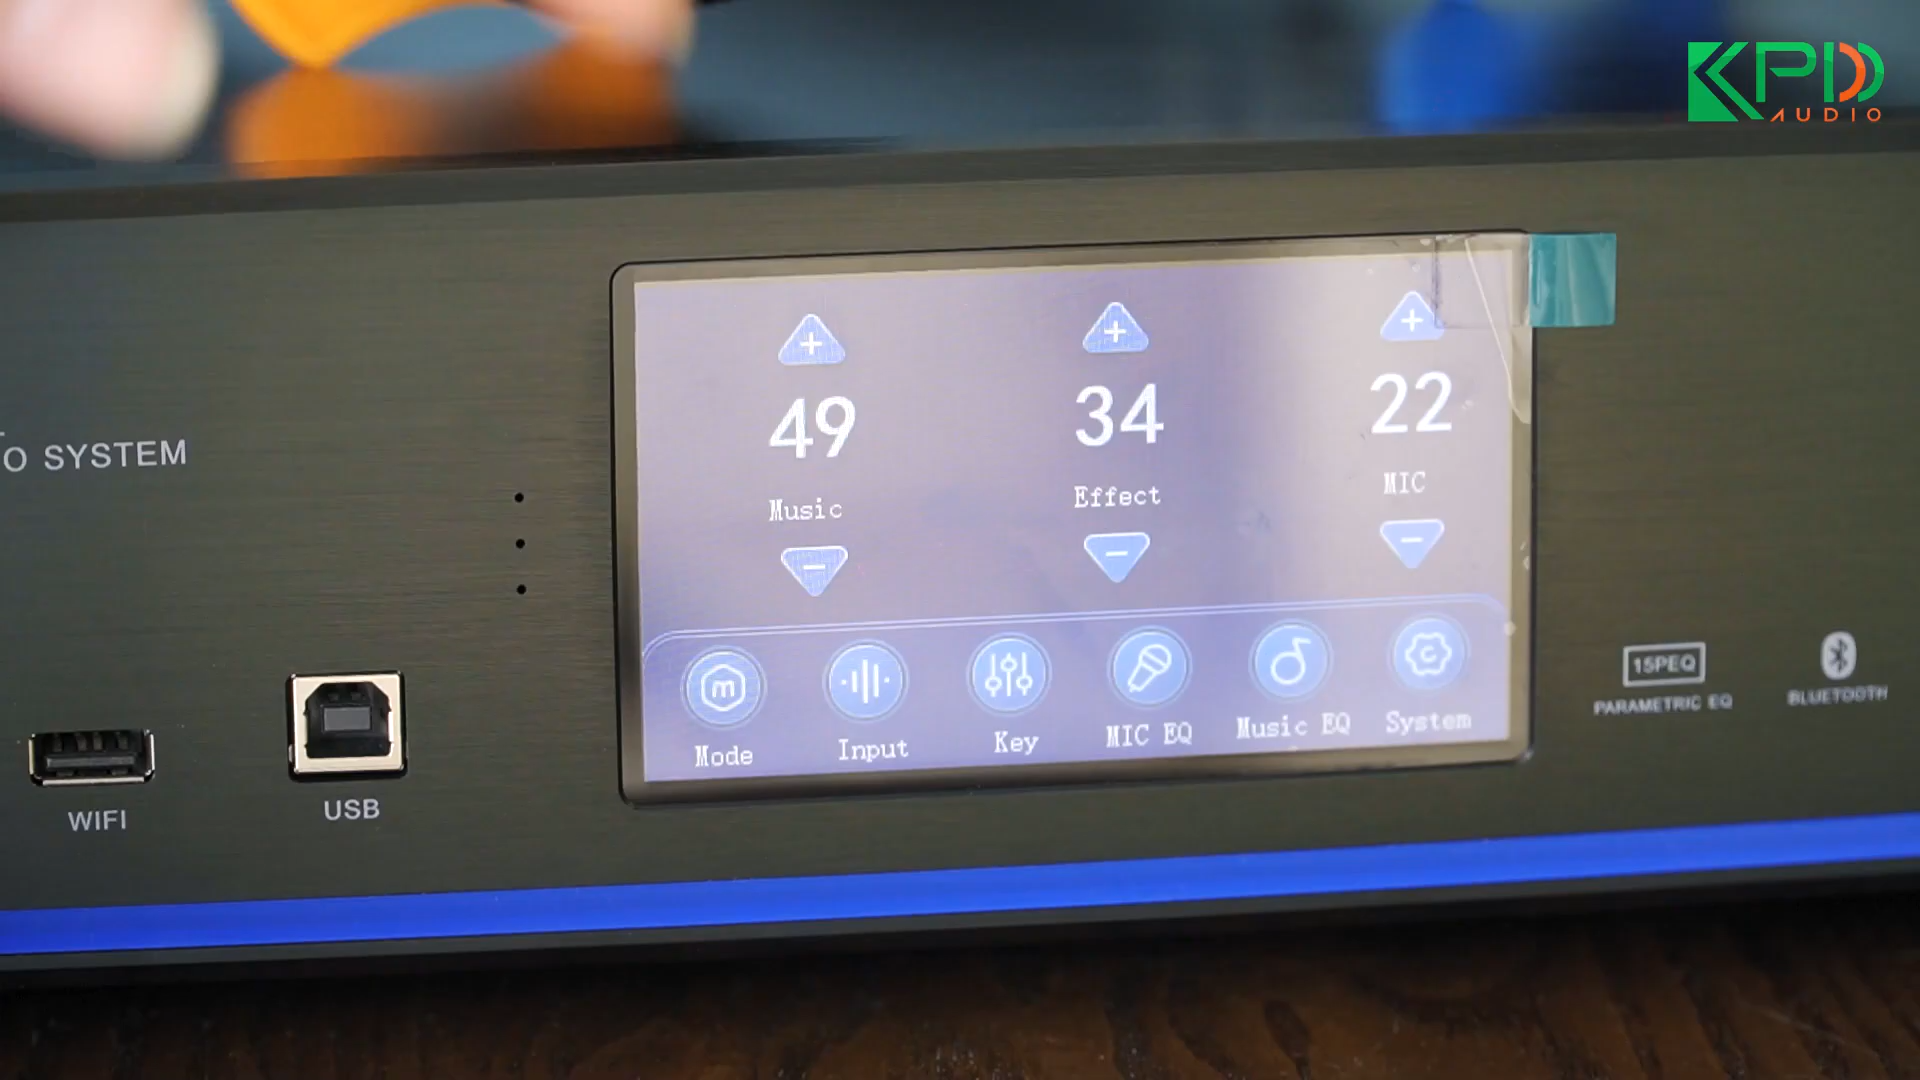 KPD
AUDIO
+
+
+
49
34
22
Music
Effect
MIC
-
-
-
m
C
Mode
Input
Key
MIC EQ
Music EQ
System
SYSTEM
WIFI
USB
15PEQ
PARAMETRIC EQ
BLUETOOTH